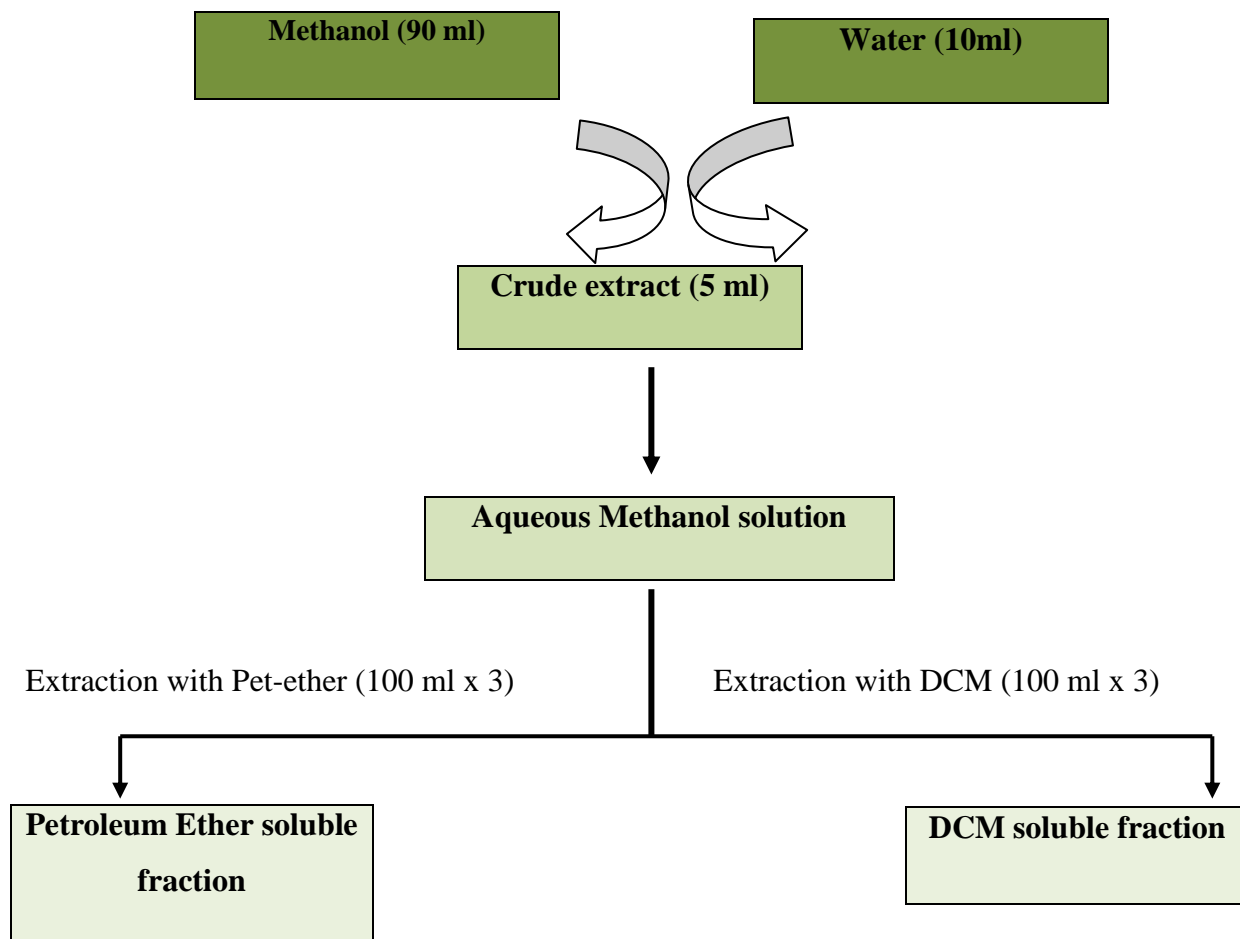 Methanol (90 ml)
Water (10ml)
Crude extract (5 ml)
Aqueous Methanol solution
Extraction with Pet-ether (100 ml x 3)
Extraction with DCM (100 ml x 3)
Petroleum Ether soluble
fraction
DCM soluble fraction